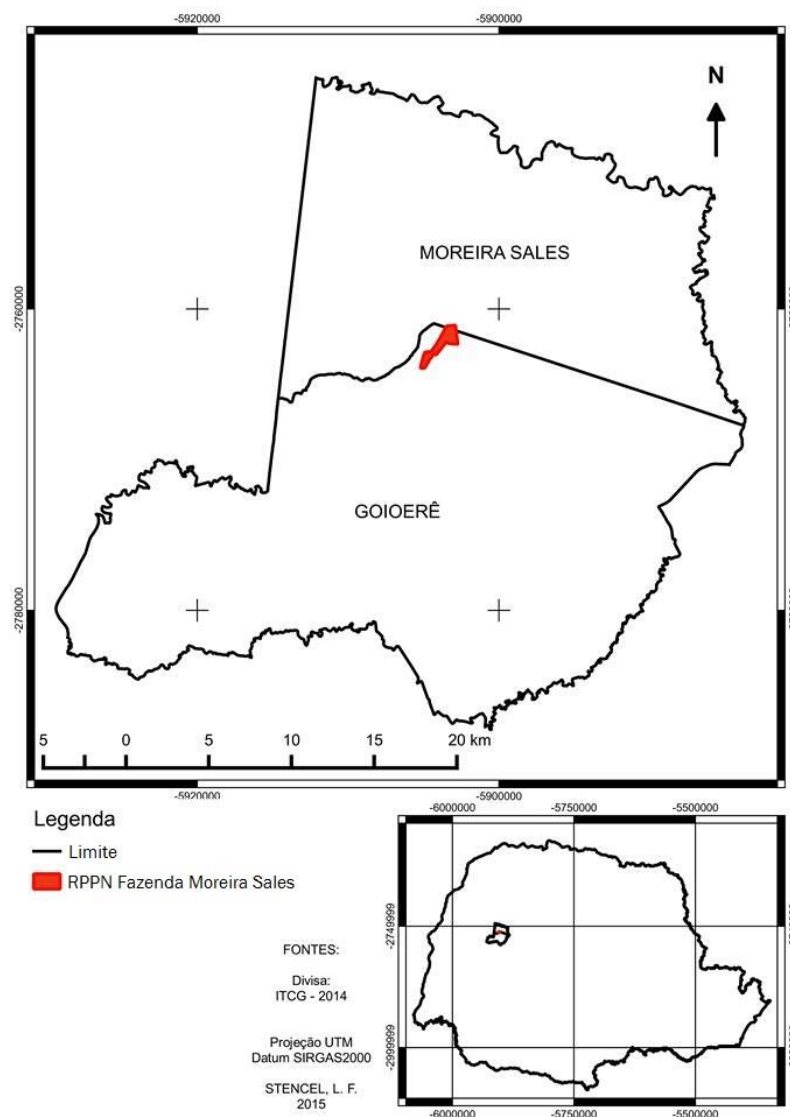 -5920000
-5900000
N
MOREIRA SALES
-2760000
GOIOERÊ
-2780000
5 0 5 10 15 20 km
-5920000
-5900000
Legenda
Limite
RPPN Fazenda Moreira Sales
-6000000
-5750000
-5500000
-2749999
-2999999
-6000000
-5750000
-5500000
FONTES:
Divisa:
ITCG - 2014
Projeção UTM
Datum SIRGAS2000
STENCEL, L. F.
2015